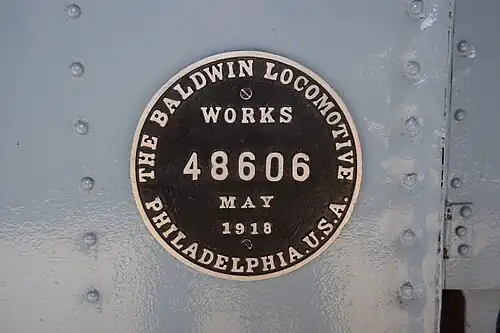 THE BALDWIN LOCOMOTIVE
WORKS
48606
MAY
1918
PHILADELPHIA. U.S.A.